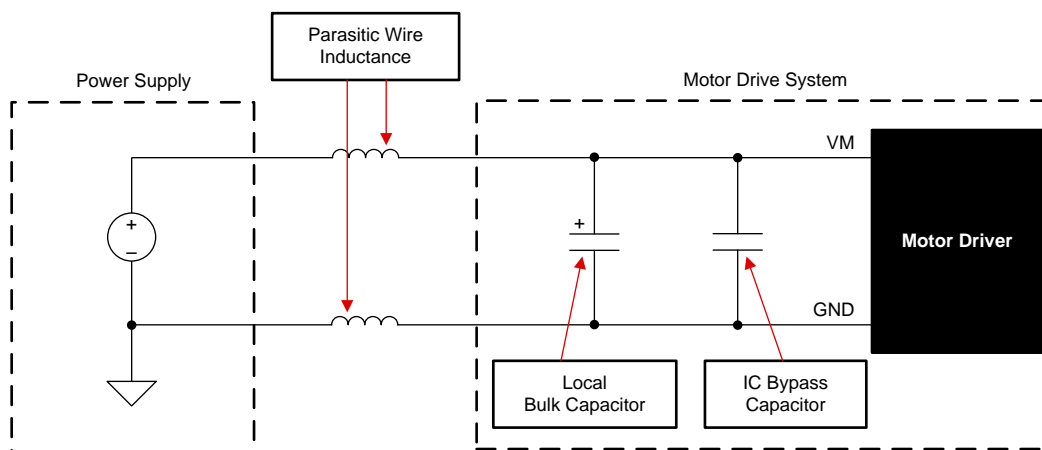 Parasitic Wire
Inductance
Power Supply
Motor Drive System
VM
+
–
+
Motor Driver
GND
Local
Bulk Capacitor
IC Bypass
Capacitor